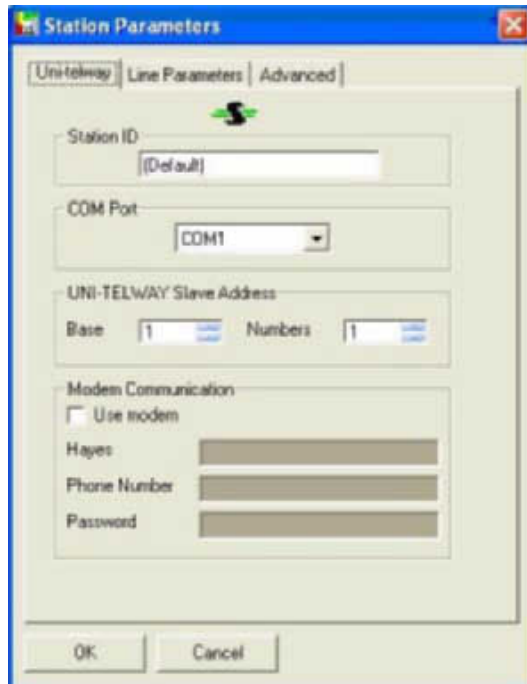 Station Parameters
Uni-telway Line Parameters Advanced
Station ID
(Default)
COM Port
COM1
UNI-TELWAY Slave Address
Base 1 Numbers 1
Modem Communication
Use modem
Hayes
Phone Number
Password
OK Cancel